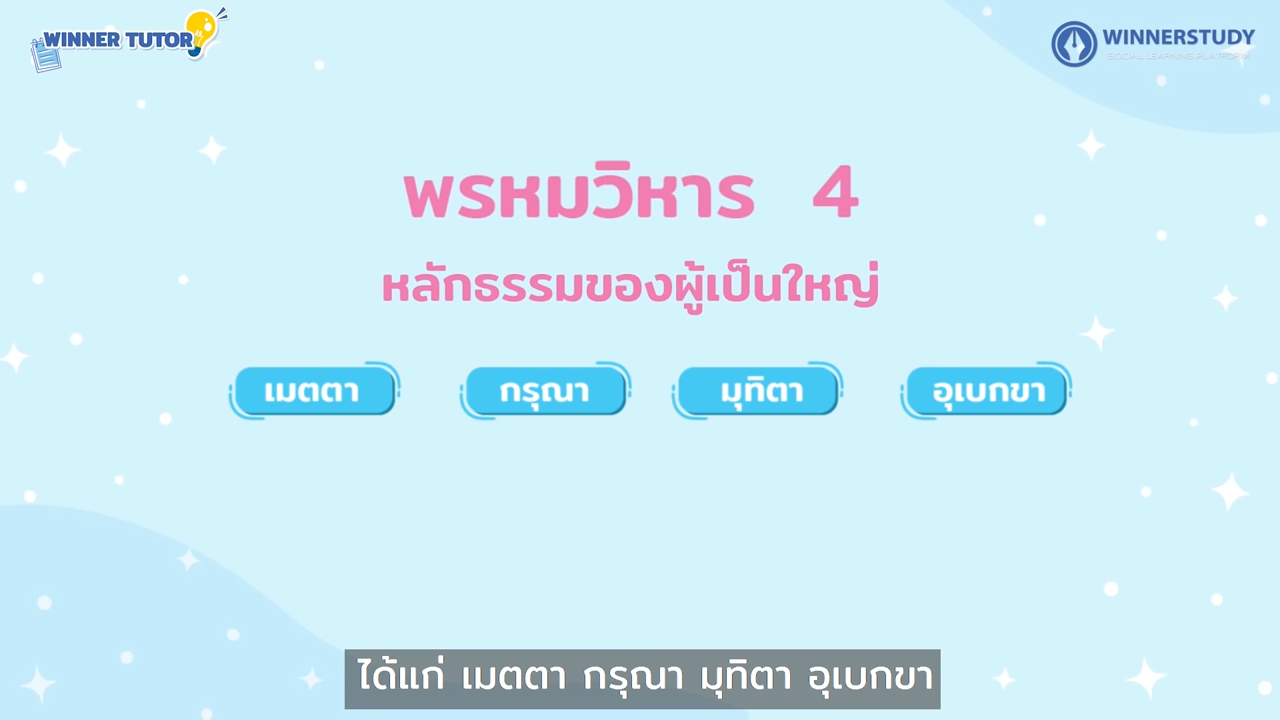 WINNER TUTOR
WINNERSTUDY
SOCIAL LEARNING PLATFORM
พรหมวิหาร 4
หลักธรรมของผู้เป็นใหญ่
เมตตา กรุณา มุทิตา อุเบกขา
ได้แก่ เมตตา กรุณา มุทิตา อุเบกขา